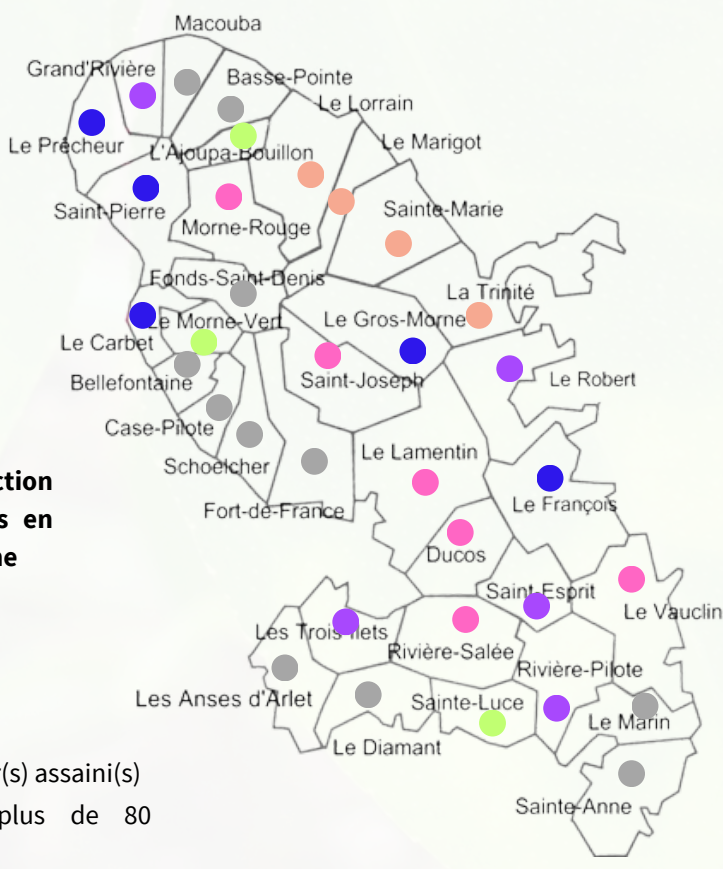 Macouba
Grand'Rivière
Basse-Pointe
Le Lorrain
Le Prêcheur
L'Ajoupa-Bouillon
Le Marigot
Saint-Pierre
Morne-Rouge
Sainte-Marie
Fonds-Saint-Denis
La Trinité
Le Morne-Vert
Le Gros-Morne
Le Carbet
Bellefontaine
Saint-Joseph
Le Robert
Case-Pilote
Le Lamentin
Schoelcher
ction
s en
ne
Le François
Fort-de-France
Ducos
Saint-Esprit
Le Vauclin
Les Trois-Ilets
Rivière-Salée
Rivière-Pilote
Les Anses d'Arlet
Sainte-Luce
Le Marin
Le Diamant
(s) assaini(s)
plus de 80
Sainte-Anne